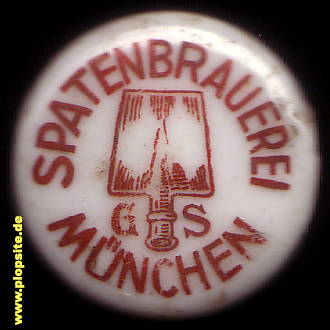 SPATENBRAUEREI
G S
MÜNCHEN
www.plopsite.de